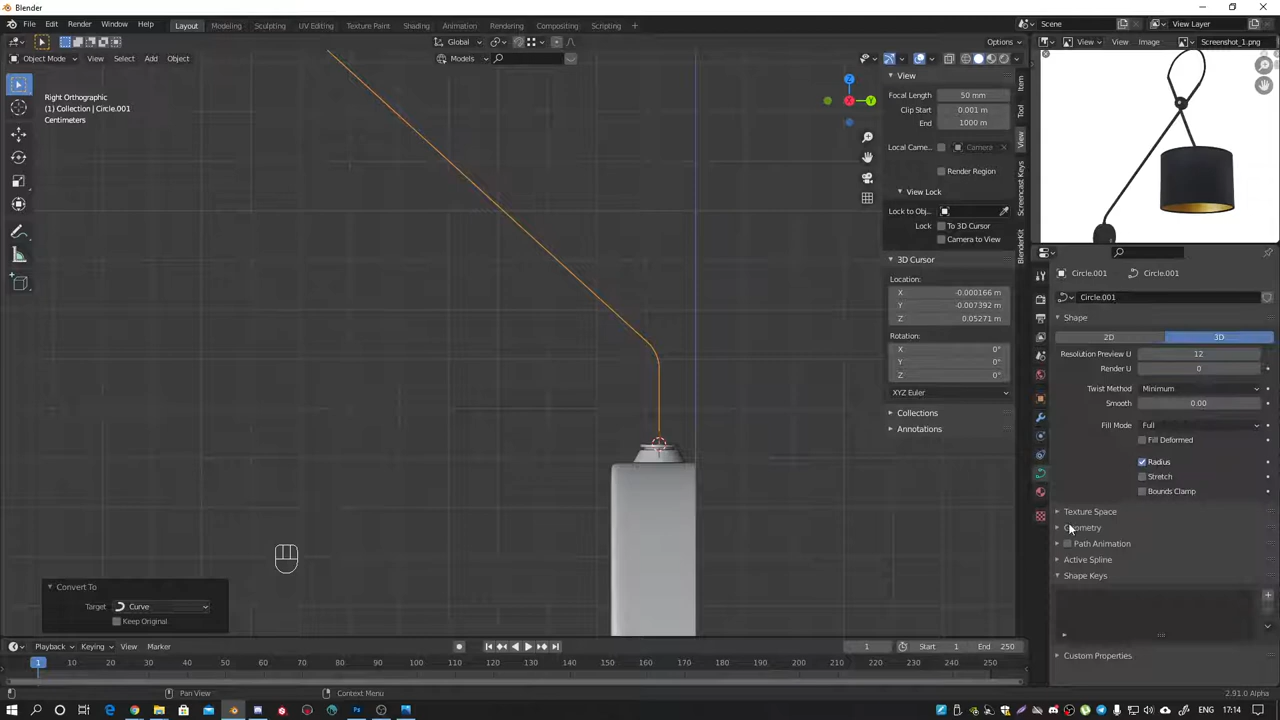 Blender
File Edit Render Window Help Layout Modeling Sculpting UV Editing Texture Paint Shading Animation Rendering Compositing Scripting + Scene View Layer
Global Options View Image Screenshot_1.png
Object Mode View Select Add Object Models
Right Orthographic
(1) Collection | Circle.001
Centimeters
Z
X
Y
View
Focal Length 50 mm
Clip Start 0.001 m
End 1000 m
Local Came... Camera
Render Region
View Lock
Lock to Obj...
Lock To 3D Cursor
Camera to View
3D Cursor
Location:
X -0.000166 m
Y -0.007392 m
Z 0.05271 m
Rotation:
X 0°
Y 0°
Z 0°
XYZ Euler
Collections
Annotations
Item
Tool
View
Screencast Keys
BlenderKit
Circle.001 Circle.001
Circle.001
Shape
2D 3D
Resolution Preview U 12
Render U 0
Twist Method Minimum
Smooth 0.00
Fill Mode Full
Fill Deformed
Radius
Stretch
Bounds Clamp
Texture Space
Geometry
Path Animation
Active Spline
Shape Keys
Custom Properties
Convert To
Target Curve
Keep Original
Playback Keying View Marker 1 Start 1 End 250
1 10 20 30 40 50 60 70 80 90 100 110 120 130 140 150 160 170 180 190 200 210 220 230 240 250
Pan View Context Menu 2.91.0 Alpha
ENG 17:14